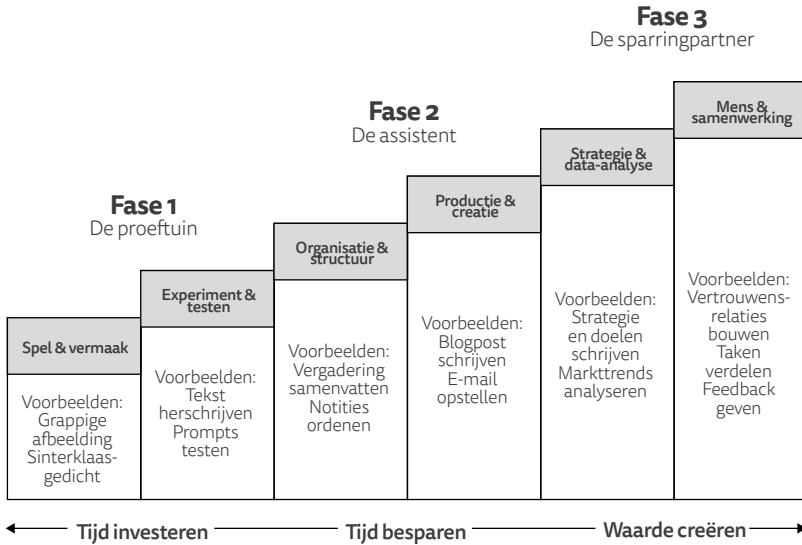 Fase 1
De proeftuin
Spel & vermaak
Voorbeelden:
Grappige
afbeelding
Sinterklaas-
gedicht
Experiment &
testen
Voorbeelden:
Tekst
herschrijven
Prompts
testen
Fase 2
De assistent
Organisatie &
structuur
Voorbeelden:
Vergadering
samenvatten
Notities
ordenen
Productie &
creatie
Voorbeelden:
Blogpost
schrijven
E-mail
opstellen
Fase 3
De sparringpartner
Strategie &
data-analyse
Voorbeelden:
Strategie
en doelen
schrijven
Markttrends
analyseren
Mens &
samenwerking
Voorbeelden:
Vertrouwens-
relaties
bouwen
Taken
verdelen
Feedback
geven
Tijd investeren
Tijd besparen
Waarde creëren